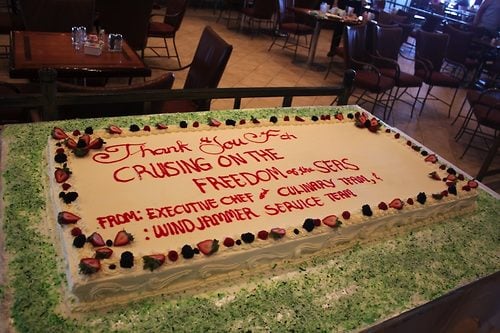 Thank You For
CRUISING ON THE
FREEDOM of the SEAS
FROM: EXECUTIVE CHEF & CULINARY TEAM, &
: WINDJAMMER SERVICE TEAM